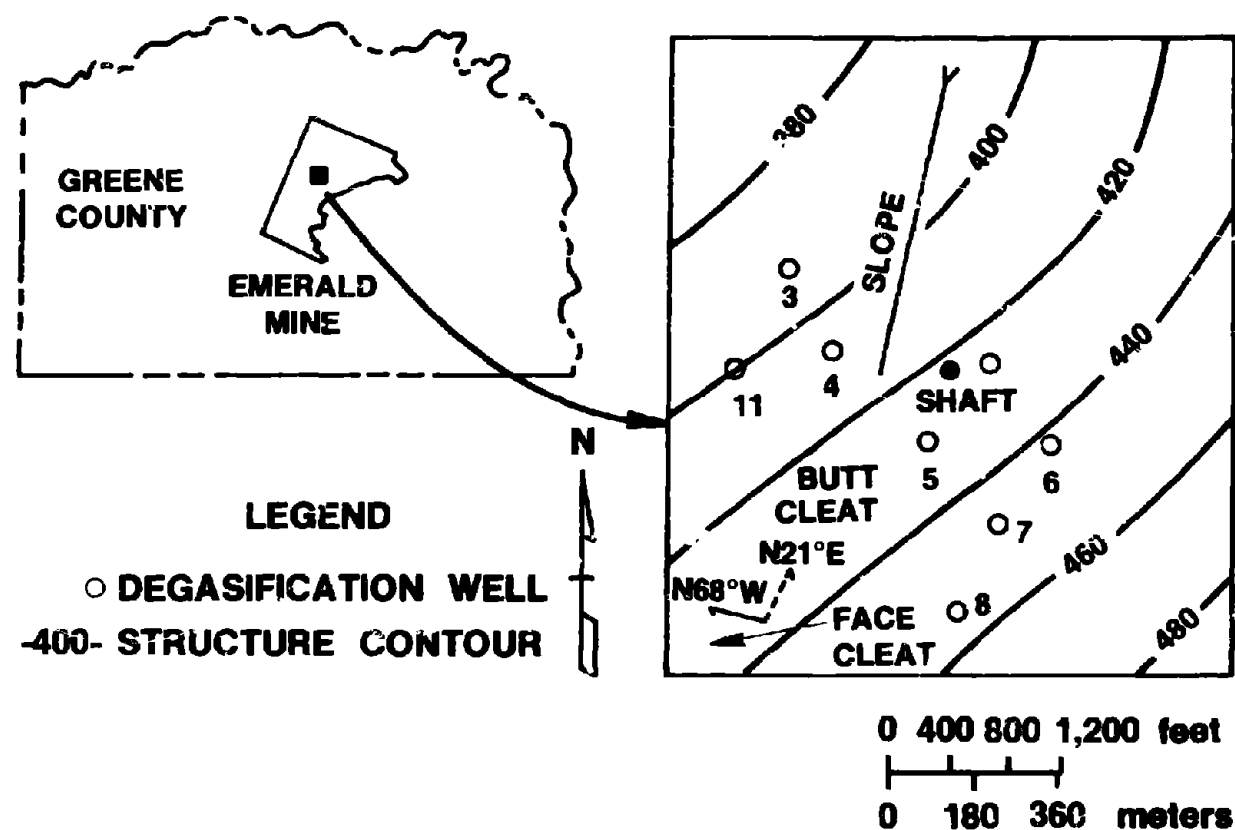 GREENE
COUNTY
EMERALD
MINE
N
LEGEND
○ DEGASIFICATION WELL
-400- STRUCTURE CONTOUR
380
400
420
440
460
480
SLOPE
3
4
11
SHAFT
5
6
7
8
BUTT
CLEAT
N21°E
N68°W
FACE
CLEAT
0 400 800 1,200 feet
0 180 360 meters